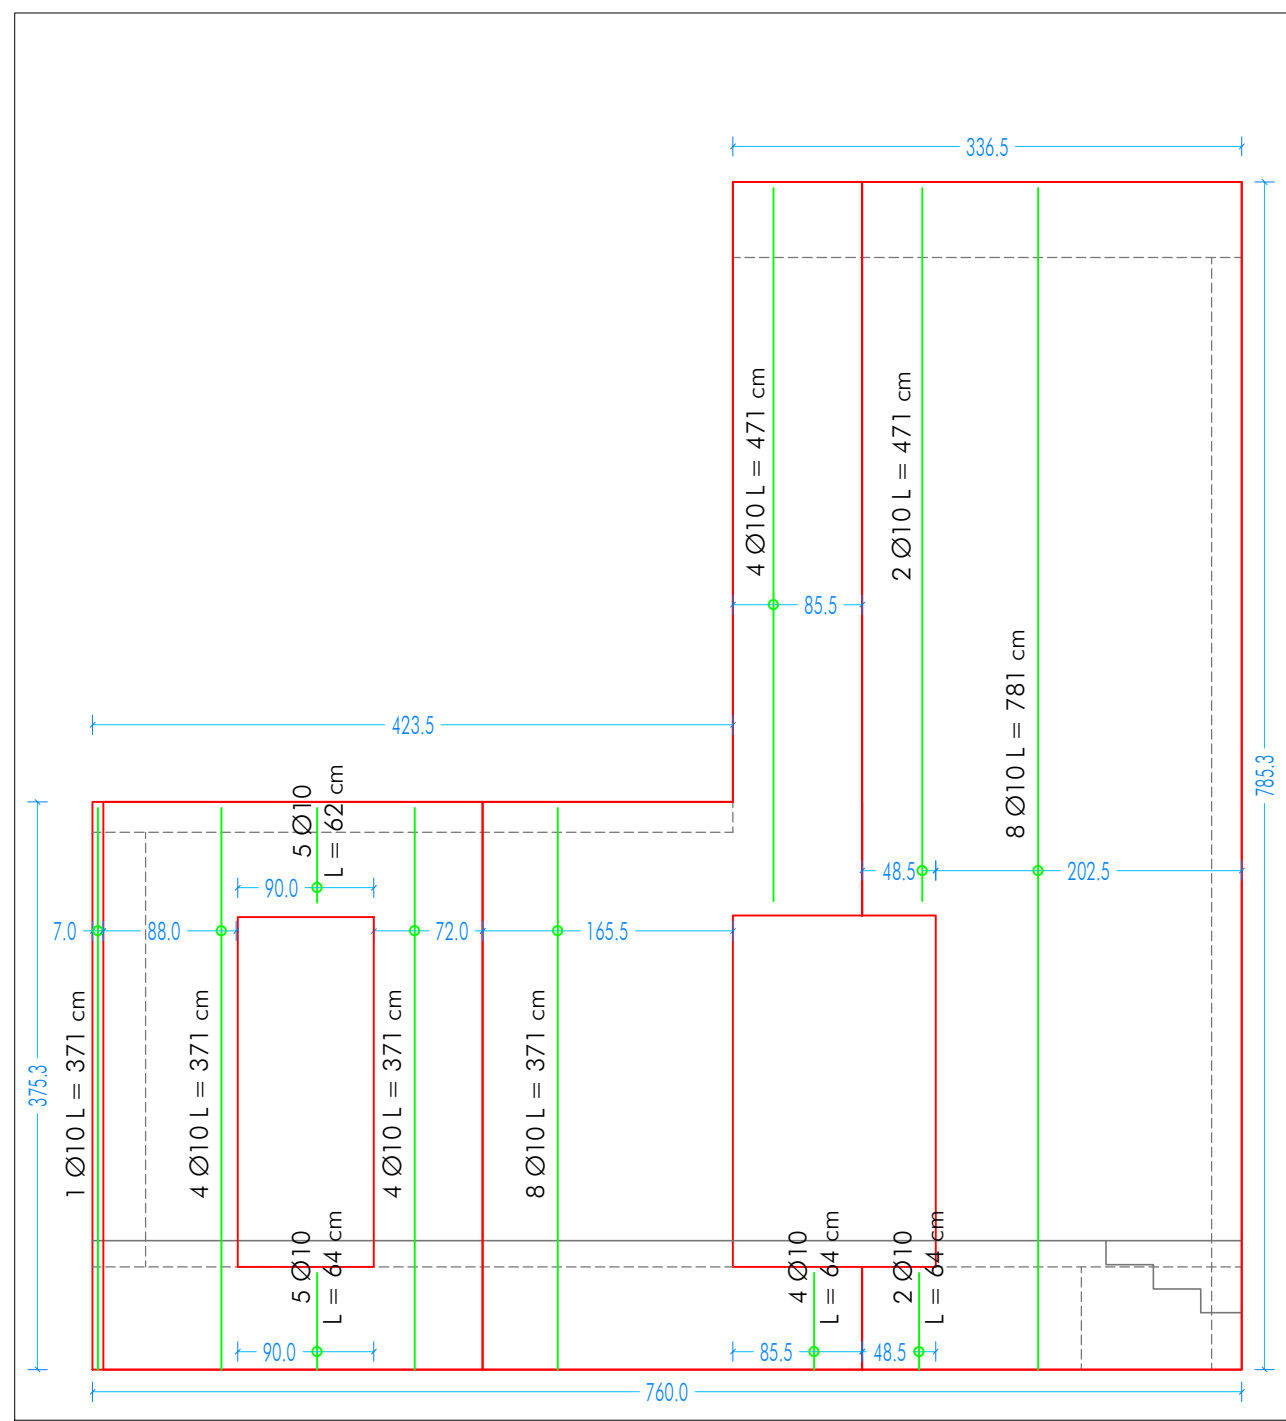 336.5
4 Ø10 L = 471 cm
2 Ø10 L = 471 cm
85.5
8 Ø10 L = 781 cm
423.5
785.3
5 Ø10
L = 62 cm
48.5
202.5
90.0
7.0
88.0
72.0
165.5
375.3
1 Ø10 L = 371 cm
4 Ø10 L = 371 cm
4 Ø10 L = 371 cm
8 Ø10 L = 371 cm
5 Ø10
L = 64 cm
4 Ø10
L = 64 cm
2 Ø10
L = 64 cm
90.0
85.5
48.5
760.0